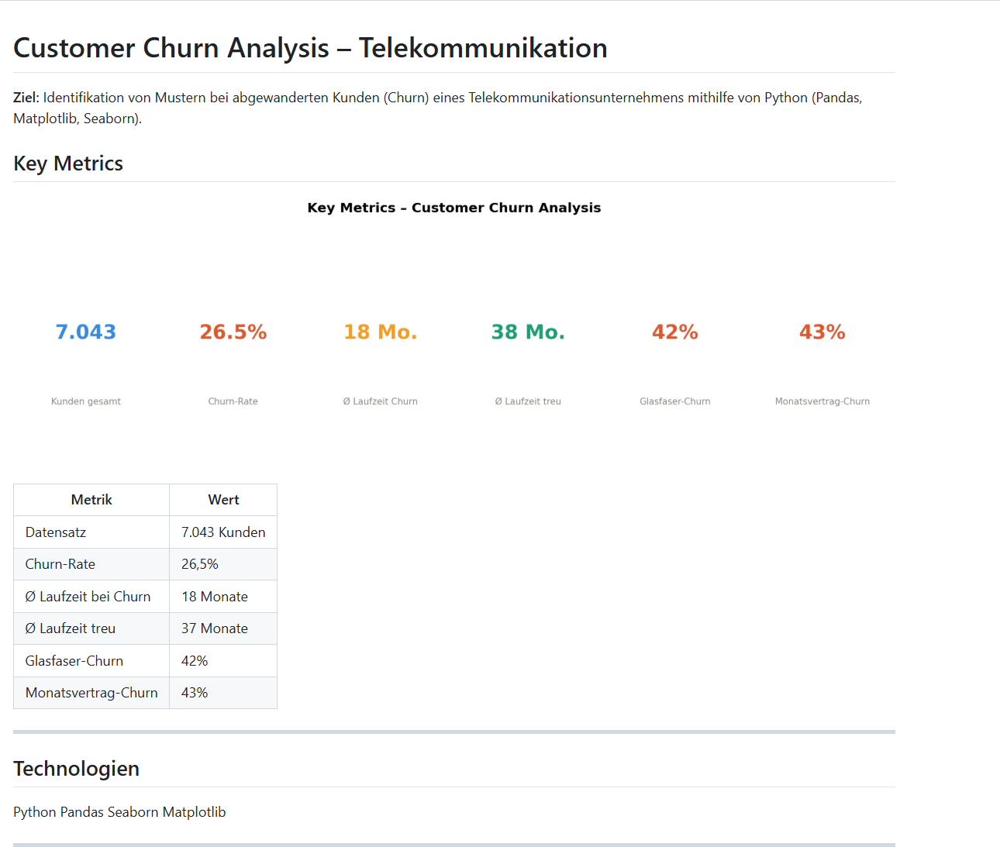 Customer Churn Analysis – Telekommunikation
Ziel: Identifikation von Mustern bei abgewanderten Kunden (Churn) eines Telekommunikationsunternehmens mithilfe von Python (Pandas,
Matplotlib, Seaborn).
Key Metrics
Key Metrics – Customer Churn Analysis
7.043 26.5% 18 Mo. 38 Mo. 42% 43%
Kunden gesamt Churn-Rate Ø Laufzeit Churn Ø Laufzeit treu Glasfaser-Churn Monatsvertrag-Churn
Metrik Wert
Datensatz 7.043 Kunden
Churn-Rate 26,5%
Ø Laufzeit bei Churn 18 Monate
Ø Laufzeit treu 37 Monate
Glasfaser-Churn 42%
Monatsvertrag-Churn 43%
Technologien
Python Pandas Seaborn Matplotlib